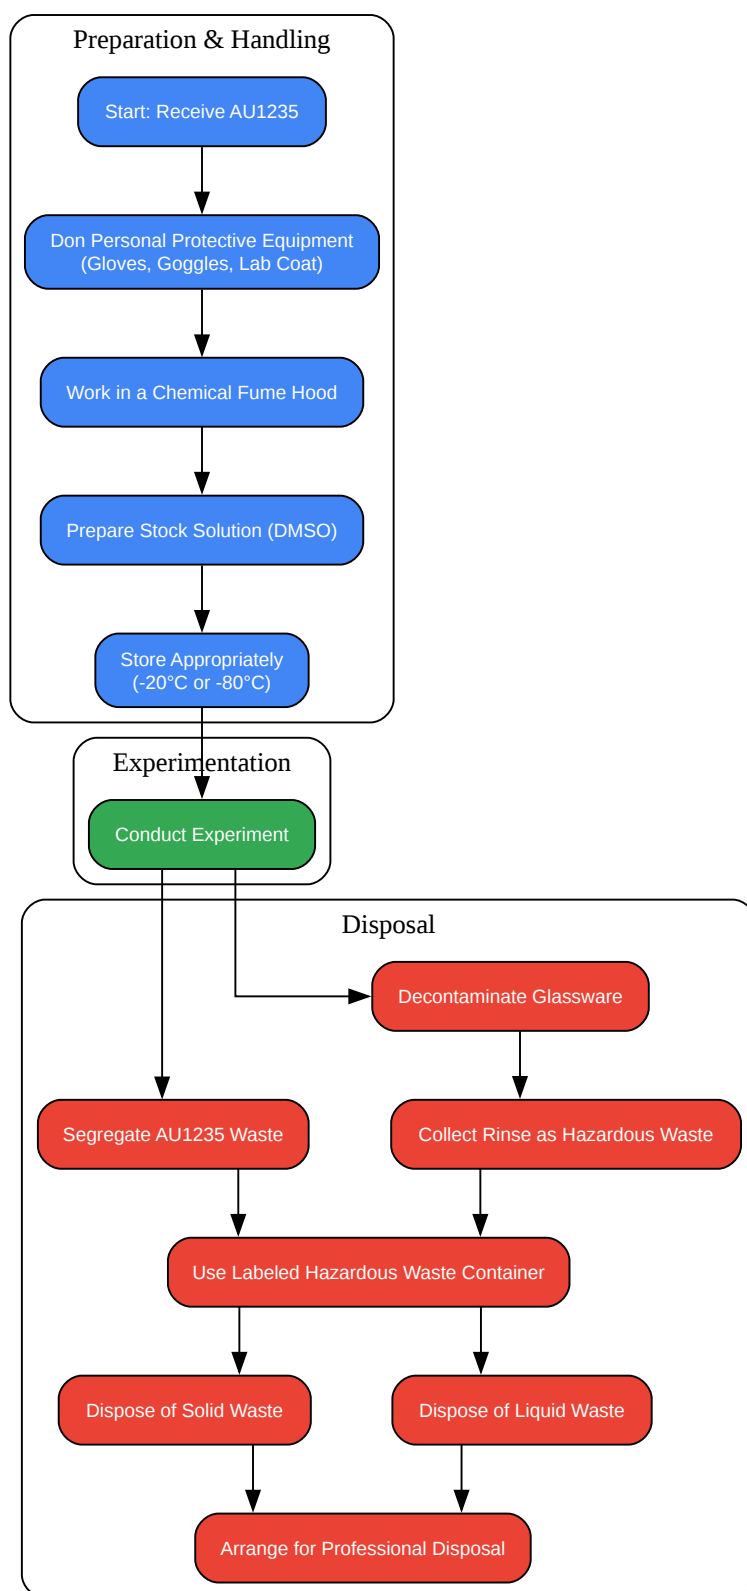 Preparation & Handling
Start: Receive AU1235
Don Personal Protective Equipment
(Gloves, Goggles, Lab Coat)
Work in a Chemical Fume Hood
Prepare Stock Solution (DMSO)
Store Appropriately
(-20°C or -80°C)
Experimentation
Conduct Experiment
Disposal
Decontaminate Glassware
Segregate AU1235 Waste
Collect Rinse as Hazardous Waste
Use Labeled Hazardous Waste Container
Dispose of Solid Waste
Dispose of Liquid Waste
Arrange for Professional Disposal